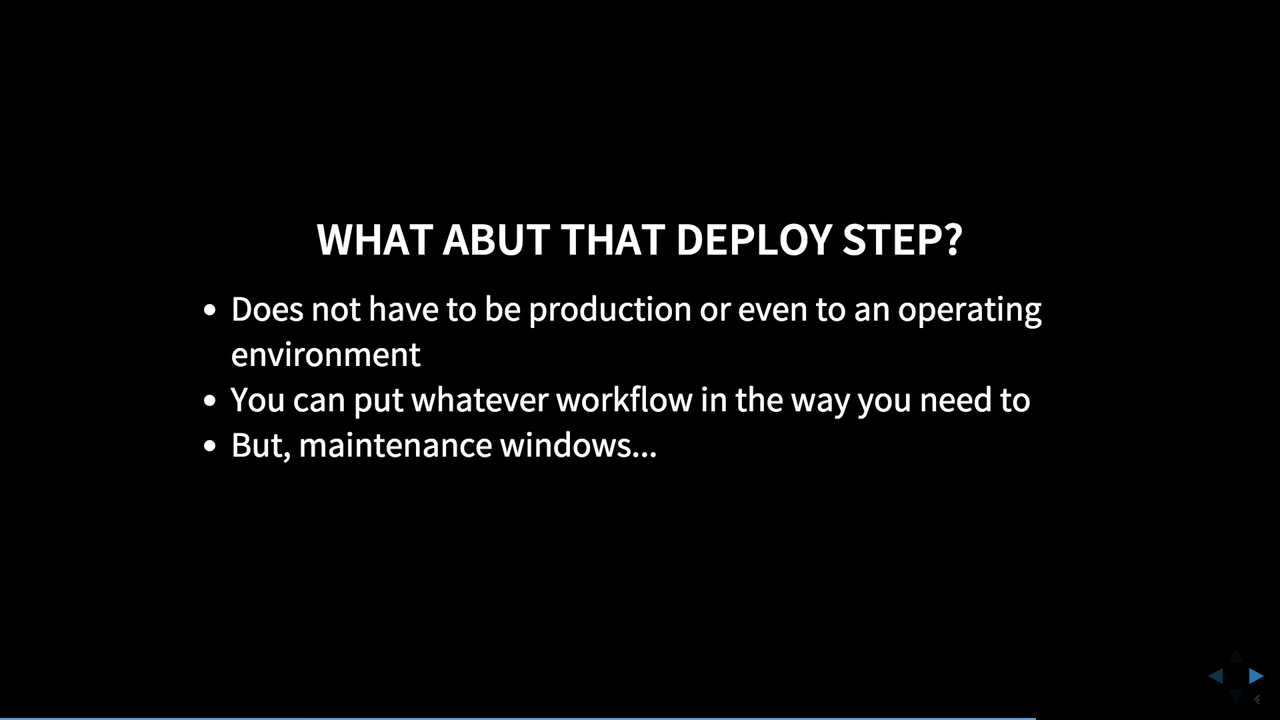 WHAT ABUT THAT DEPLOY STEP?
• Does not have to be production or even to an operating
environment
• You can put whatever workflow in the way you need to
• But, maintenance windows...